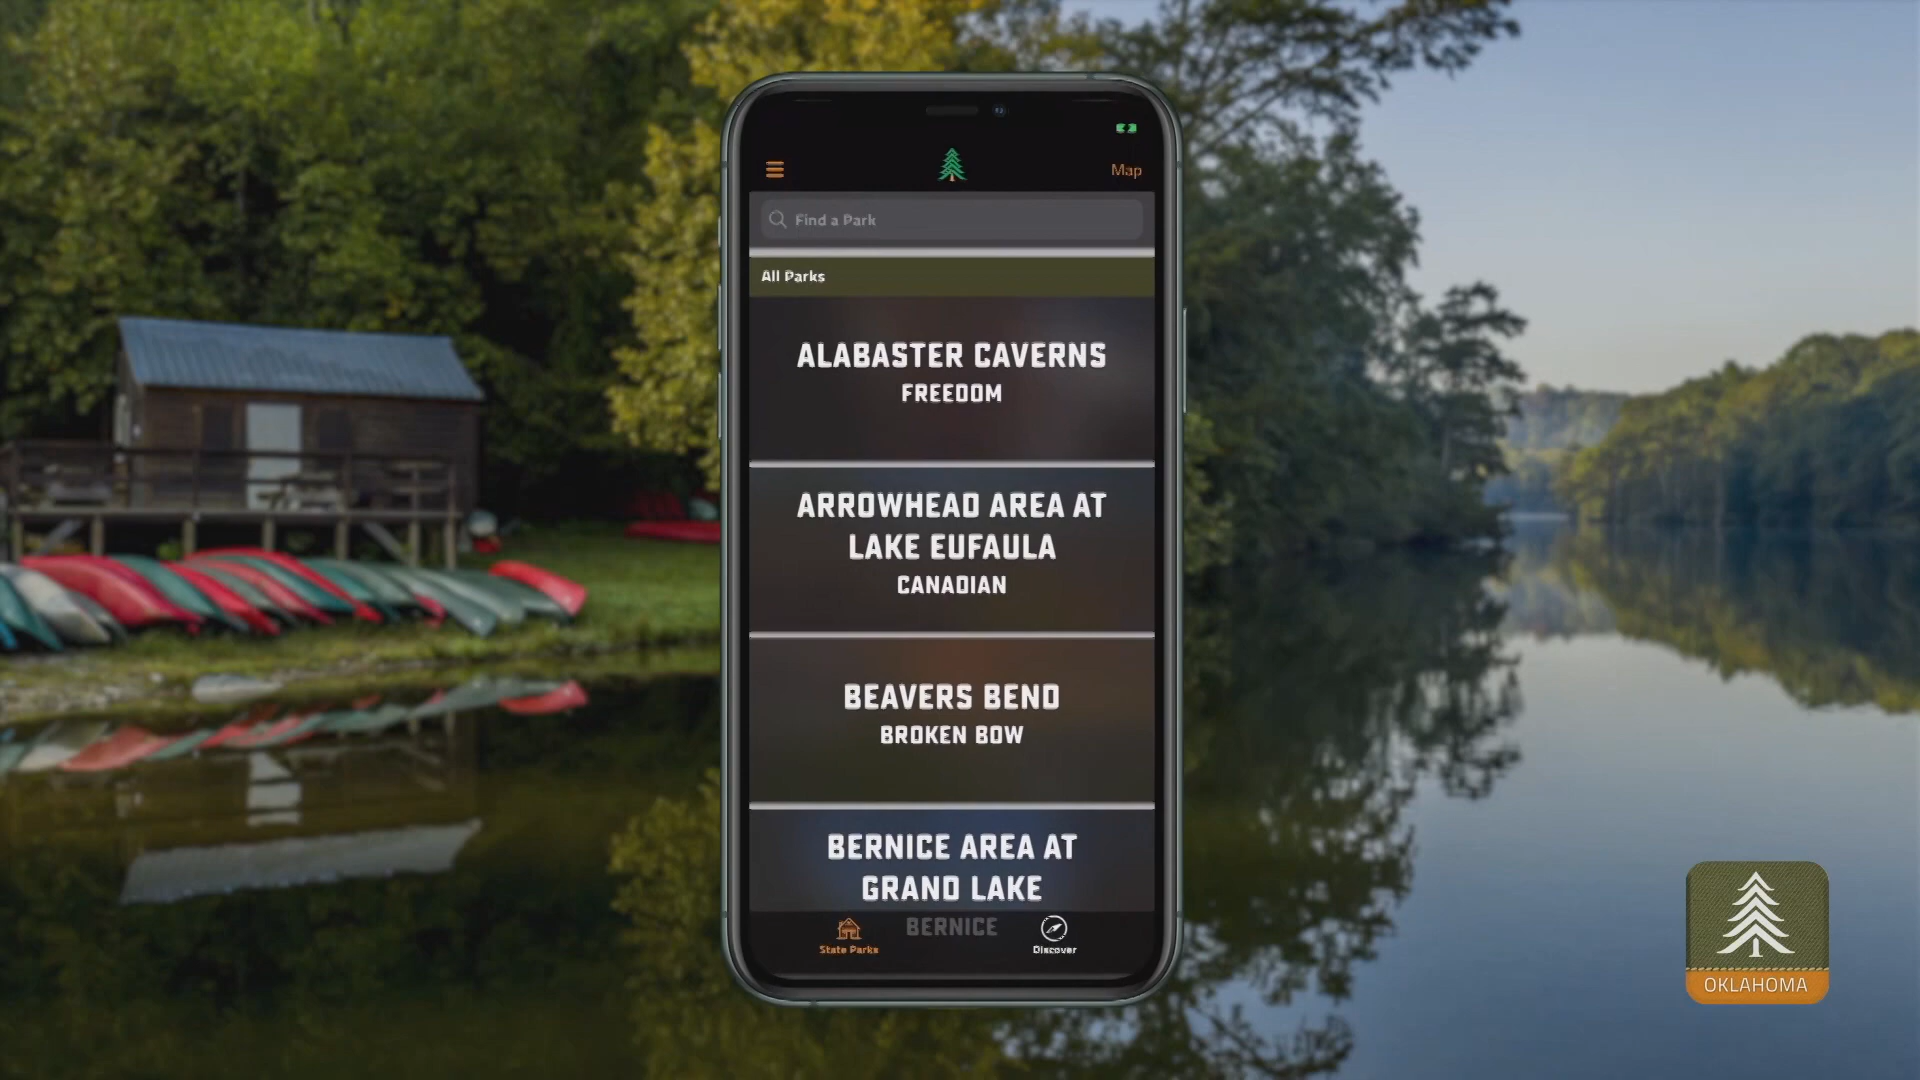 Map
Find a Park
All Parks
ALABASTER CAVERNS
FREEDOM
ARROWHEAD AREA AT
LAKE EUFAULA
CANADIAN
BEAVERS BEND
BROKEN BOW
BERNICE AREA AT
GRAND LAKE
BERNICE
State Parks
Discover
OKLAHOMA